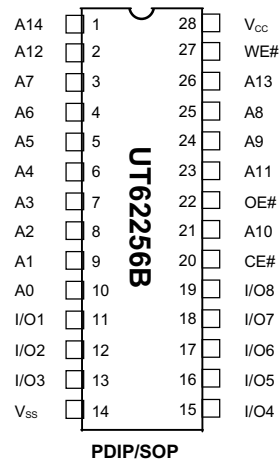 A14 1 28 Vcc
A12 2 27 WE#
A7 3 26 A13
A6 4 25 A8
A5 5 24 A9
A4 6 23 A11
A3 7 22 OE#
A2 8 21 A10
A1 9 20 CE#
A0 10 19 I/O8
I/O1 11 18 I/O7
I/O2 12 17 I/O6
I/O3 13 16 I/O5
Vss 14 15 I/O4
UT62256B
PDIP/SOP